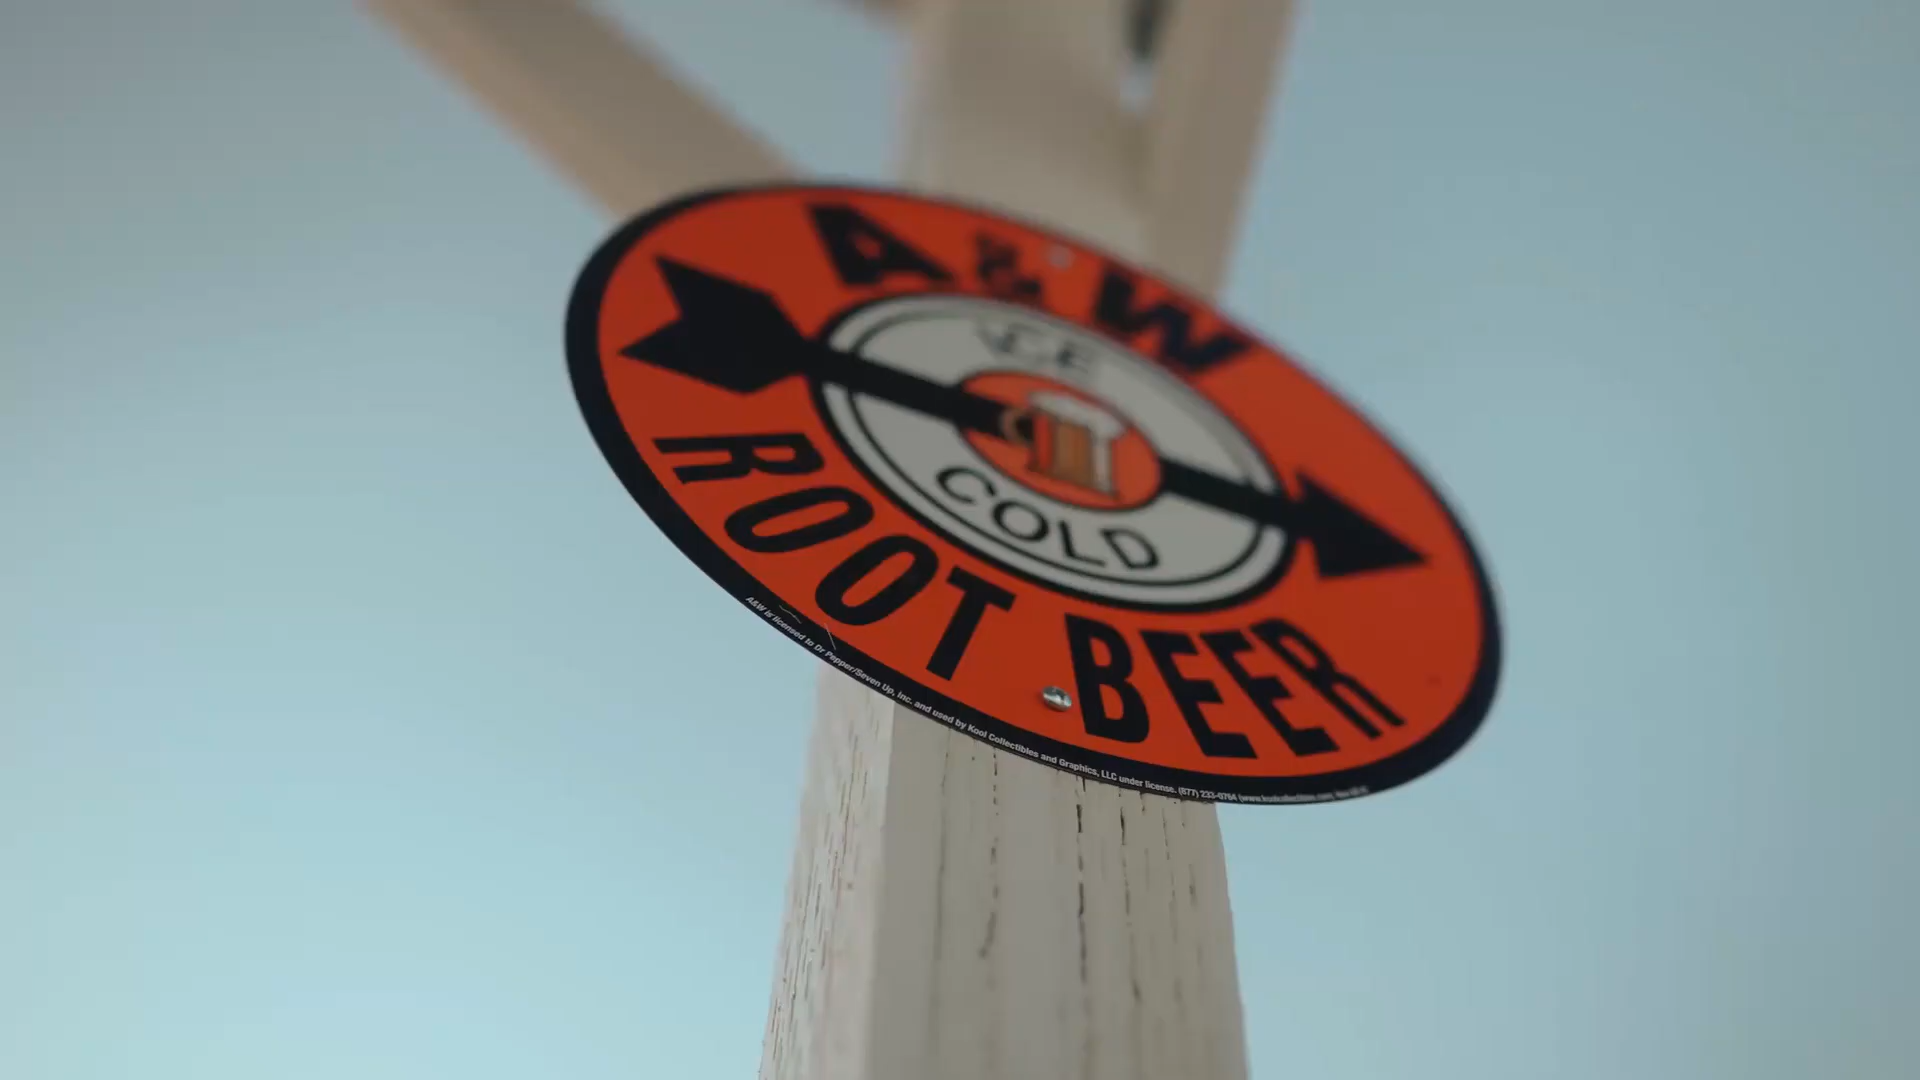 A&W
ICE
COLD
ROOT BEER
A&W is licensed to Dr Pepper/Seven Up, Inc. and used by Kool Collectibles and Graphics, LLC under license. (877) 233-0764